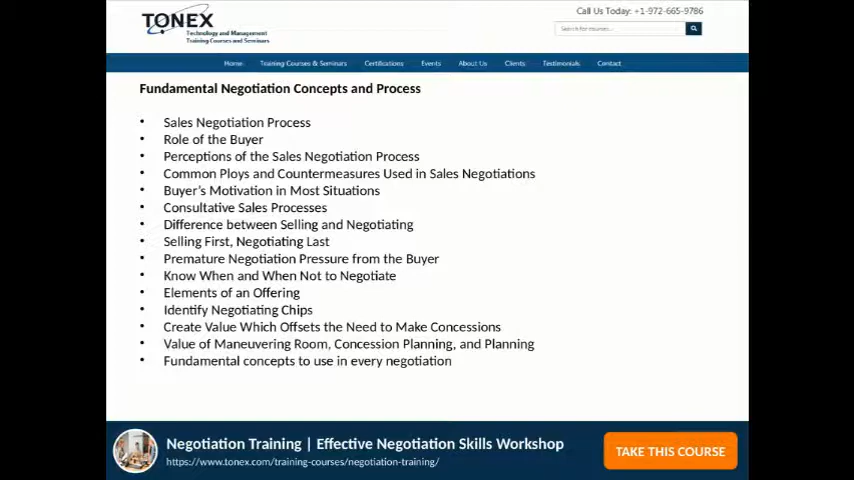 TONEX
Technology and Management
Training Courses and Seminars
Call Us Today: +1-972-665-9786
Search for courses...
Home Training Courses & Seminars Certifications Events About Us Clients Testimonials Contact
Fundamental Negotiation Concepts and Process
• Sales Negotiation Process
• Role of the Buyer
• Perceptions of the Sales Negotiation Process
• Common Ploys and Countermeasures Used in Sales Negotiations
• Buyer's Motivation in Most Situations
• Consultative Sales Processes
• Difference between Selling and Negotiating
• Selling First, Negotiating Last
• Premature Negotiation Pressure from the Buyer
• Know When and When Not to Negotiate
• Elements of an Offering
• Identify Negotiating Chips
• Create Value Which Offsets the Need to Make Concessions
• Value of Maneuvering Room, Concession Planning, and Planning
• Fundamental concepts to use in every negotiation
Negotiation Training | Effective Negotiation Skills Workshop
https://www.tonex.com/training-courses/negotiation-training/
TAKE THIS COURSE